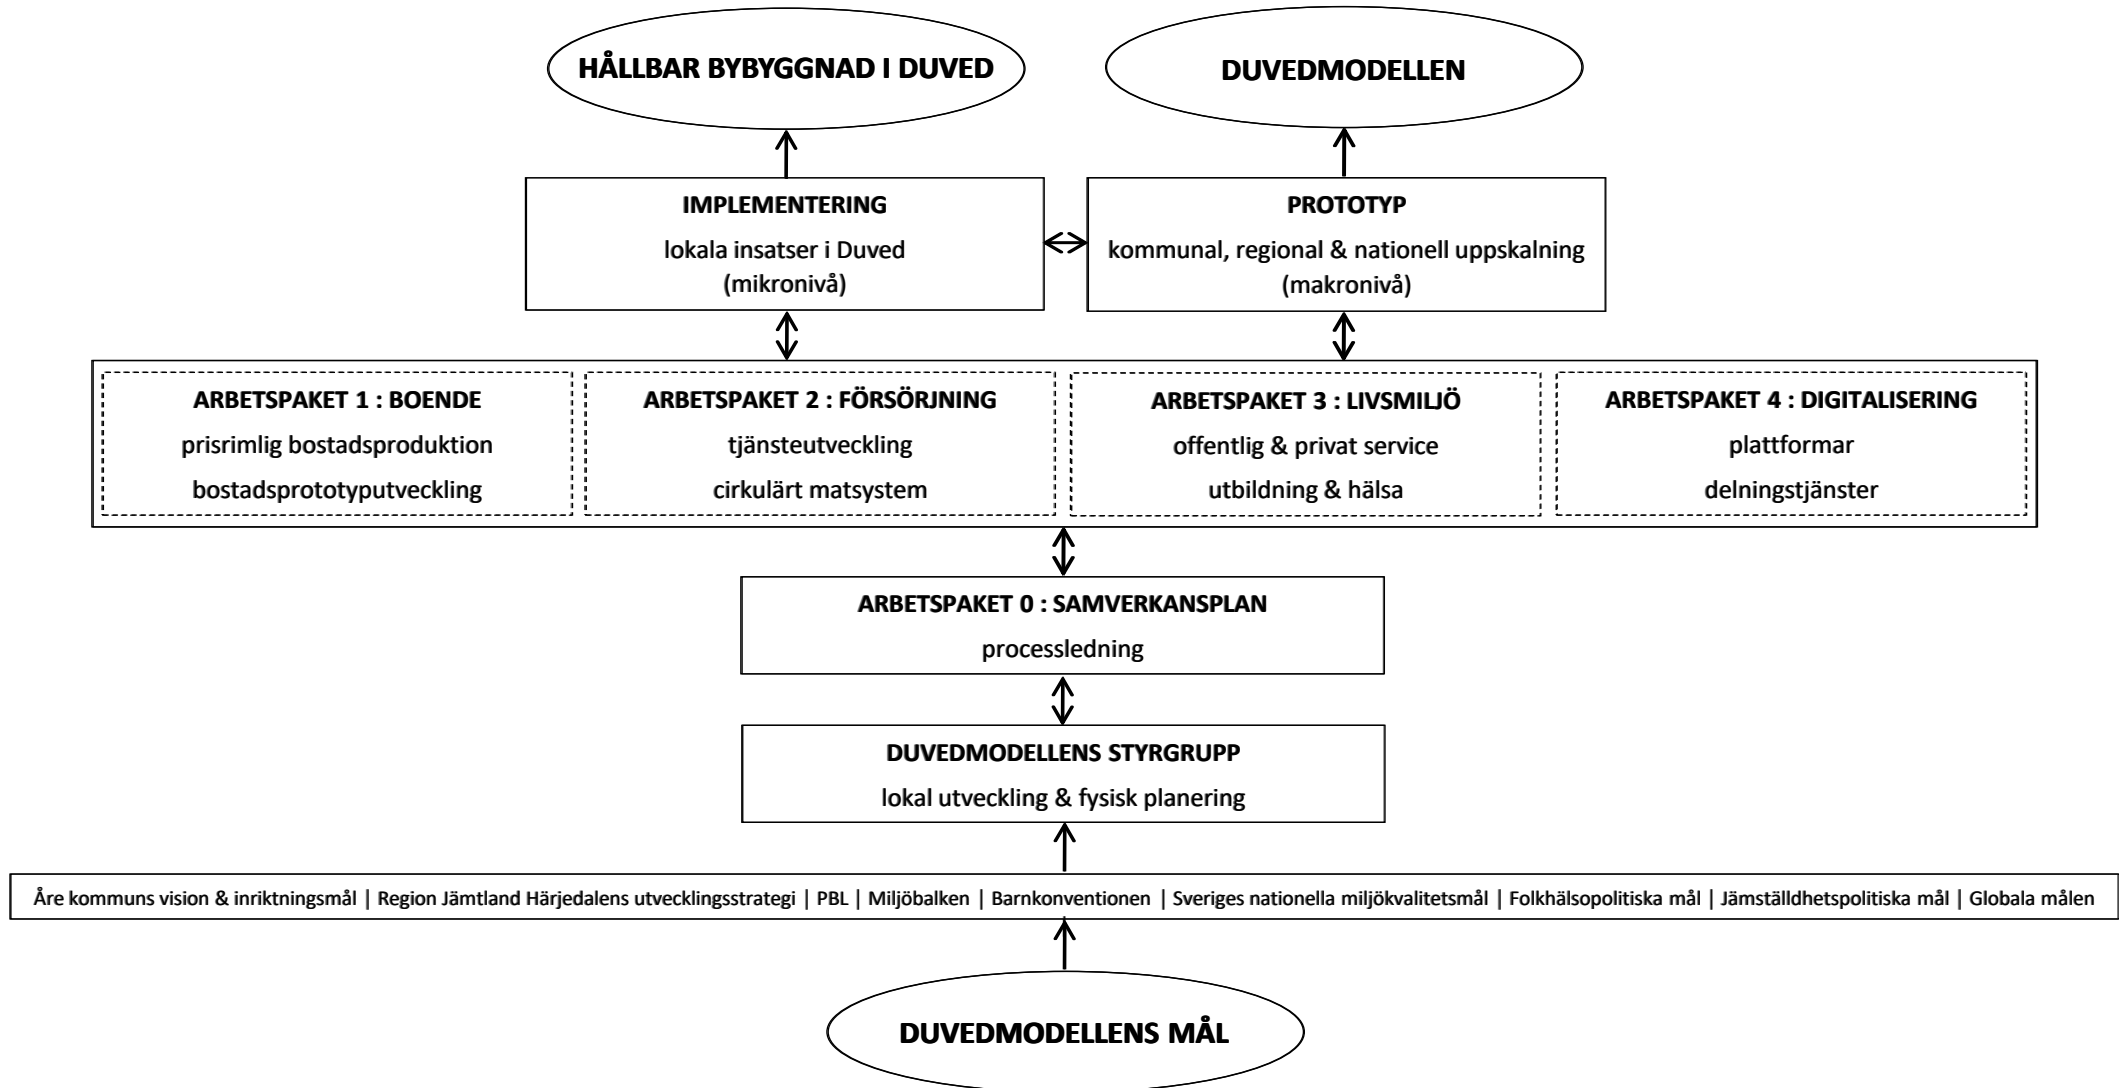 HÅLLBAR BYBYGGNAD I DUVED
DUVEDMODELLEN
IMPLEMENTERING
lokala insatser i Duved
(mikronivå)
PROTOTYP
kommunal, regional & nationell uppskalning
(makronivå)
ARBETSPAKET 1 : BOENDE
prisrimlig bostadsproduktion
bostadsprototyputveckling
ARBETSPAKET 2 : FÖRSÖRJNING
tjänsteutveckling
cirkulärt matsystem
ARBETSPAKET 3 : LIVSMILJÖ
offentlig & privat service
utbildning & hälsa
ARBETSPAKET 4 : DIGITALISERING
plattformar
delningstjänster
ARBETSPAKET 0 : SAMVERKANSPLAN
processledning
DUVEDMODELLENS STYRGRUPP
lokal utveckling & fysisk planering
Åre kommuns vision & inriktningsmål | Region Jämtland Härjedalens utvecklingsstrategi | PBL | Miljöbalken | Barnkonventionen | Sveriges nationella miljökvalitetsmål | Folkhälsopolitiska mål | Jämställdhetspolitiska mål | Globala målen
DUVEDMODELLENS MÅL